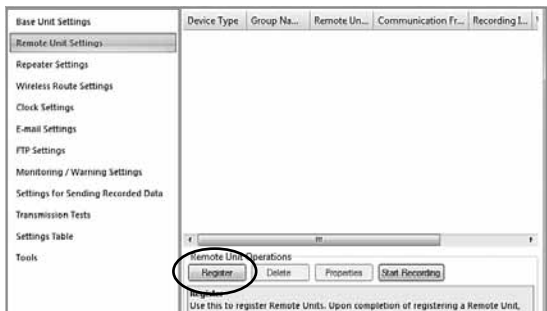 Base Unit Settings
Remote Unit Settings
Repeater Settings
Wireless Route Settings
Clock Settings
E-mail Settings
FTP Settings
Monitoring / Warning Settings
Settings for Sending Recorded Data
Transmission Tests
Settings Table
Tools
Device Type Group Na... Remote Un... Communication Fr... Recording I...
Remote Unit Operations
Register Delete Properties Start Recording
Register
Use this to register Remote Units. Upon completion of registering a Remote Unit,